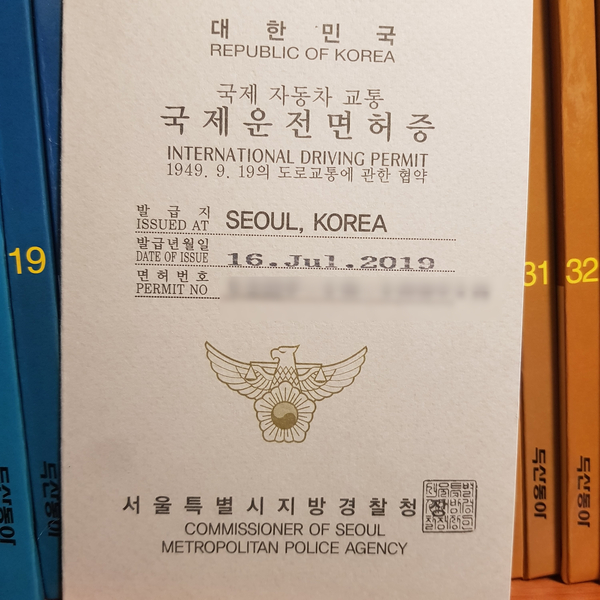 대한민국
REPUBLIC OF KOREA
국제 자동차 교통
국제운전면허증
INTERNATIONAL DRIVING PERMIT
1949. 9. 19의 도로교통에 관한 협약
발급지
ISSUED AT SEOUL, KOREA
발급년월일
DATE OF ISSUE 16.Jul.2019
면허번호
PERMIT NO
서울특별시지방경찰청장
COMMISSIONER OF SEOUL
METROPOLITAN POLICE AGENCY
19
31
32